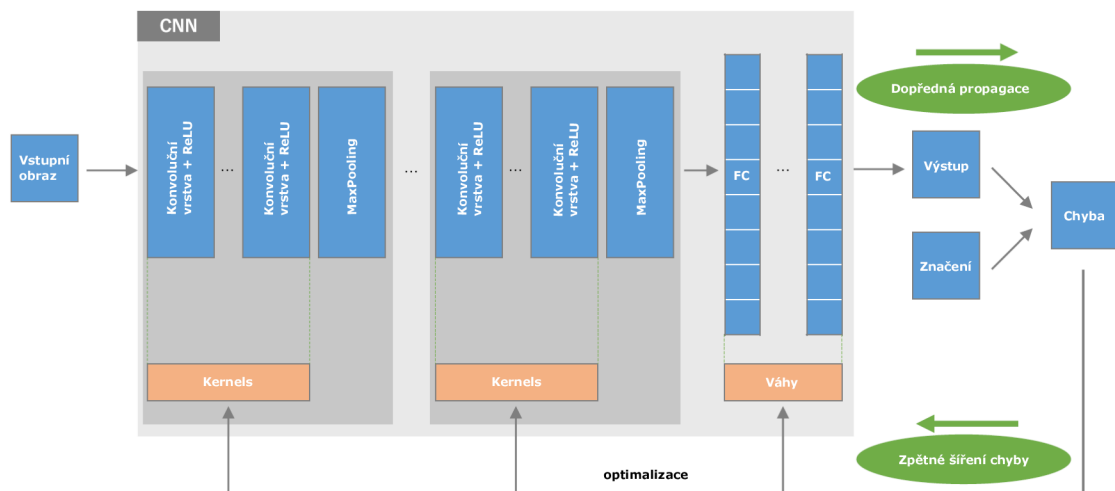 CNN
Dopředná propagace
Vstupní
obraz
Konvoluční
vrstva + ReLU
...
Konvoluční
vrstva + ReLU
MaxPooling
...
Konvoluční
vrstva + ReLU
...
Konvoluční
vrstva + ReLU
MaxPooling
FC
...
FC
Výstup
Značení
Chyba
Kernels
Kernels
Váhy
Zpětné šíření chyby
optimalizace